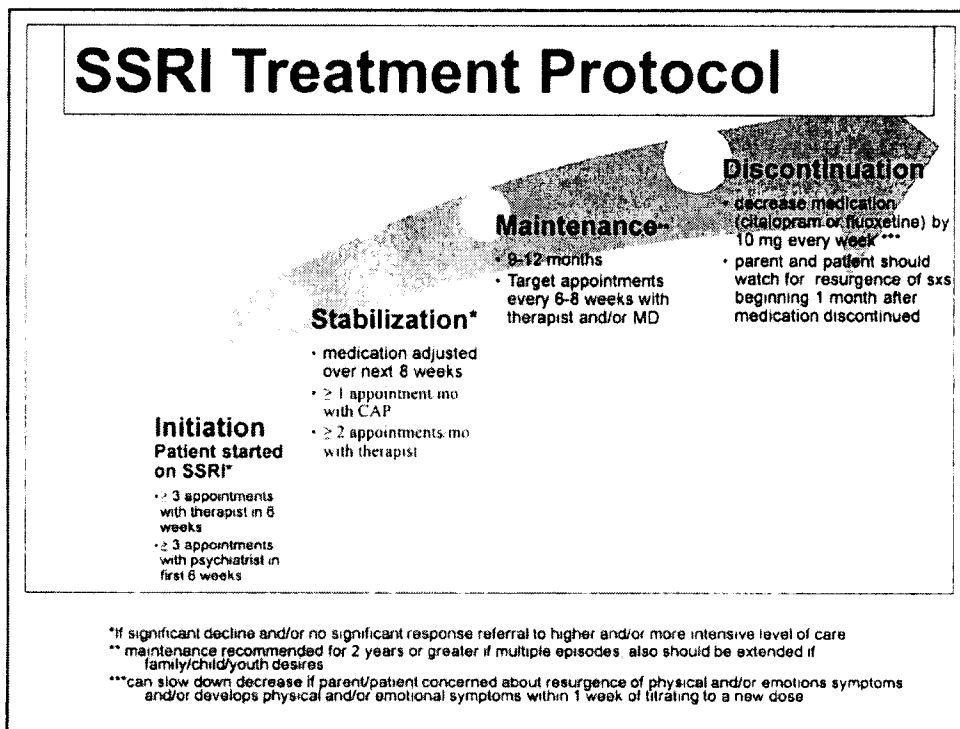 SSRI Treatment Protocol
Initiation
Patient started
on SSRI*
· ≥ 3 appointments
with therapist in 6
weeks
· ≥ 3 appointments
with psychiatrist in
first 6 weeks
Stabilization*
· medication adjusted
over next 8 weeks
· ≥ 1 appointment/mo
with CAP
· ≥ 2 appointments/mo
with therapist
Maintenance**
· 9-12 months
· Target appointments
every 6-8 weeks with
therapist and/or MD
Discontinuation
· decrease medication
(citalopram or fluoxetine) by
10 mg every week ***
· parent and patient should
watch for resurgence of sxs
beginning 1 month after
medication discontinued
*If significant decline and/or no significant response referral to higher and/or more intensive level of care
** maintenance recommended for 2 years or greater if multiple episodes, also should be extended if
family/child/youth desires
***can slow down decrease if parent/patient concerned about resurgence of physical and/or emotions symptoms
and/or develops physical and/or emotional symptoms within 1 week of titrating to a new dose